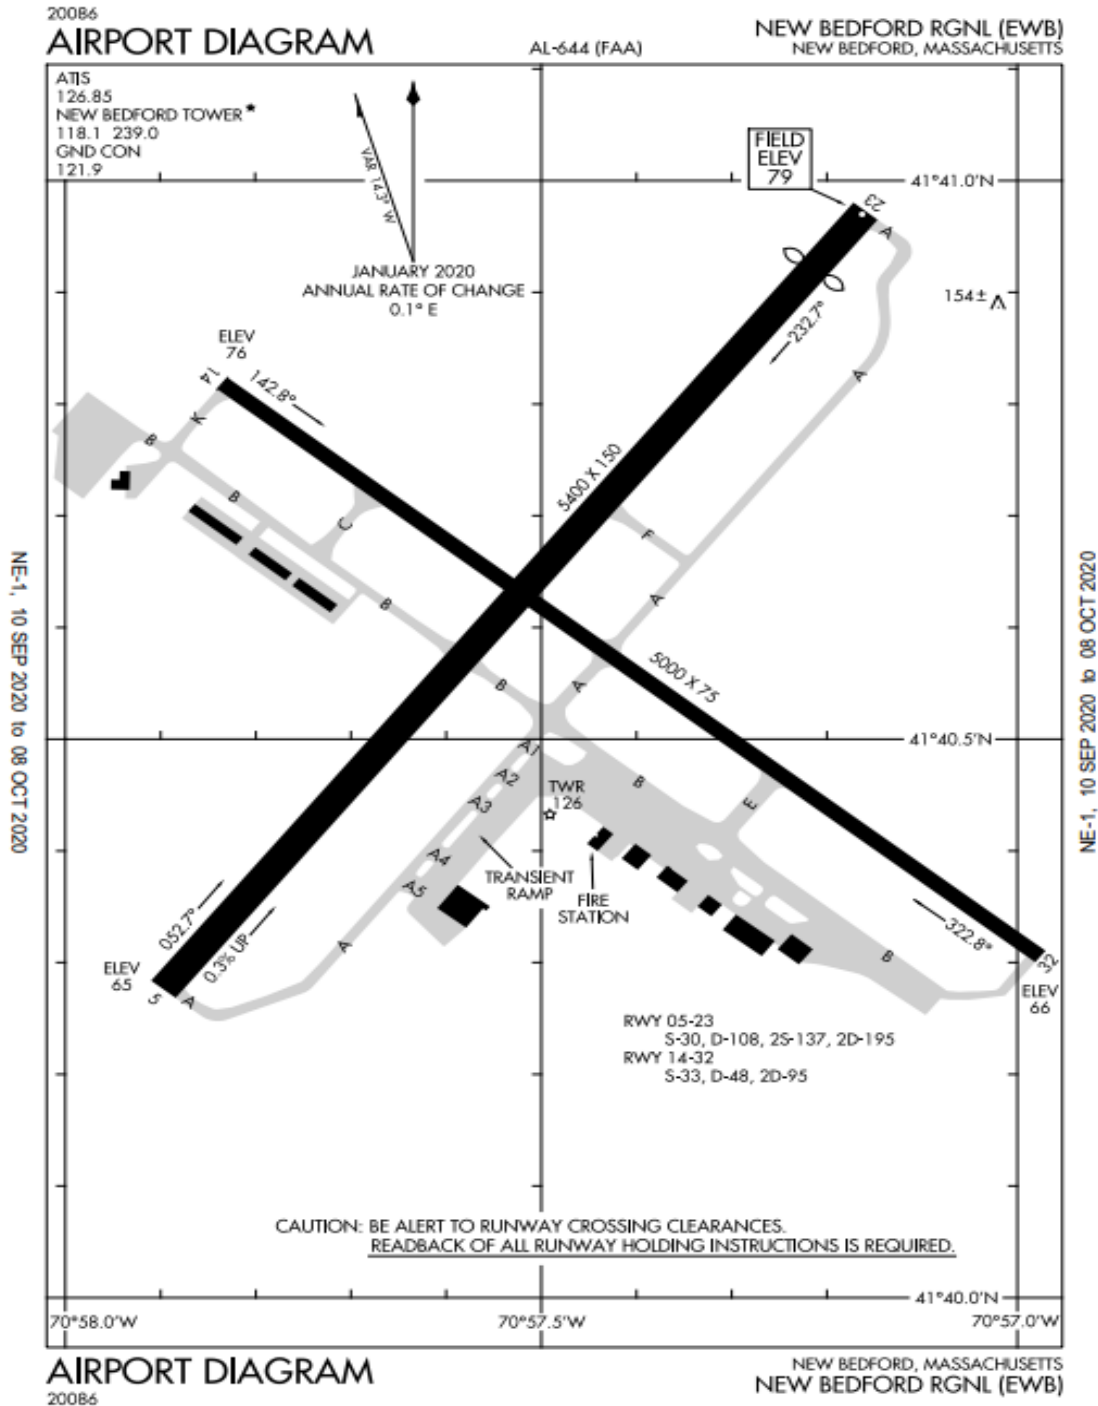 20086
AIRPORT DIAGRAM
AL-644 (FAA)
NEW BEDFORD RGNL (EWB)
NEW BEDFORD, MASSACHUSETTS
ATIS
126.85
NEW BEDFORD TOWER*
118.1 239.0
GND CON
121.9
VAR 14.3° W
JANUARY 2020
ANNUAL RATE OF CHANGE
0.1° E
FIELD
ELEV
79
41°41.0'N
23
A
154±
232.7°
A
ELEV
76
14
142.8°
K
B
B
C
B
5400 X 150
F
A
A
B
5000 X 75
41°40.5'N
A1
A2
A3
A4
A5
TWR
126
B
E
TRANSIENT
RAMP
FIRE
STATION
322.8°
B
32
ELEV
66
052.7°
0.3% UP
A
ELEV
65
5
A
RWY 05-23
S-30, D-108, 2S-137, 2D-195
RWY 14-32
S-33, D-48, 2D-95
CAUTION: BE ALERT TO RUNWAY CROSSING CLEARANCES.
READBACK OF ALL RUNWAY HOLDING INSTRUCTIONS IS REQUIRED.
41°40.0'N
70°58.0'W
70°57.5'W
70°57.0'W
NE-1, 10 SEP 2020 to 08 OCT 2020
NE-1, 10 SEP 2020 to 08 OCT 2020
AIRPORT DIAGRAM
20086
NEW BEDFORD, MASSACHUSETTS
NEW BEDFORD RGNL (EWB)